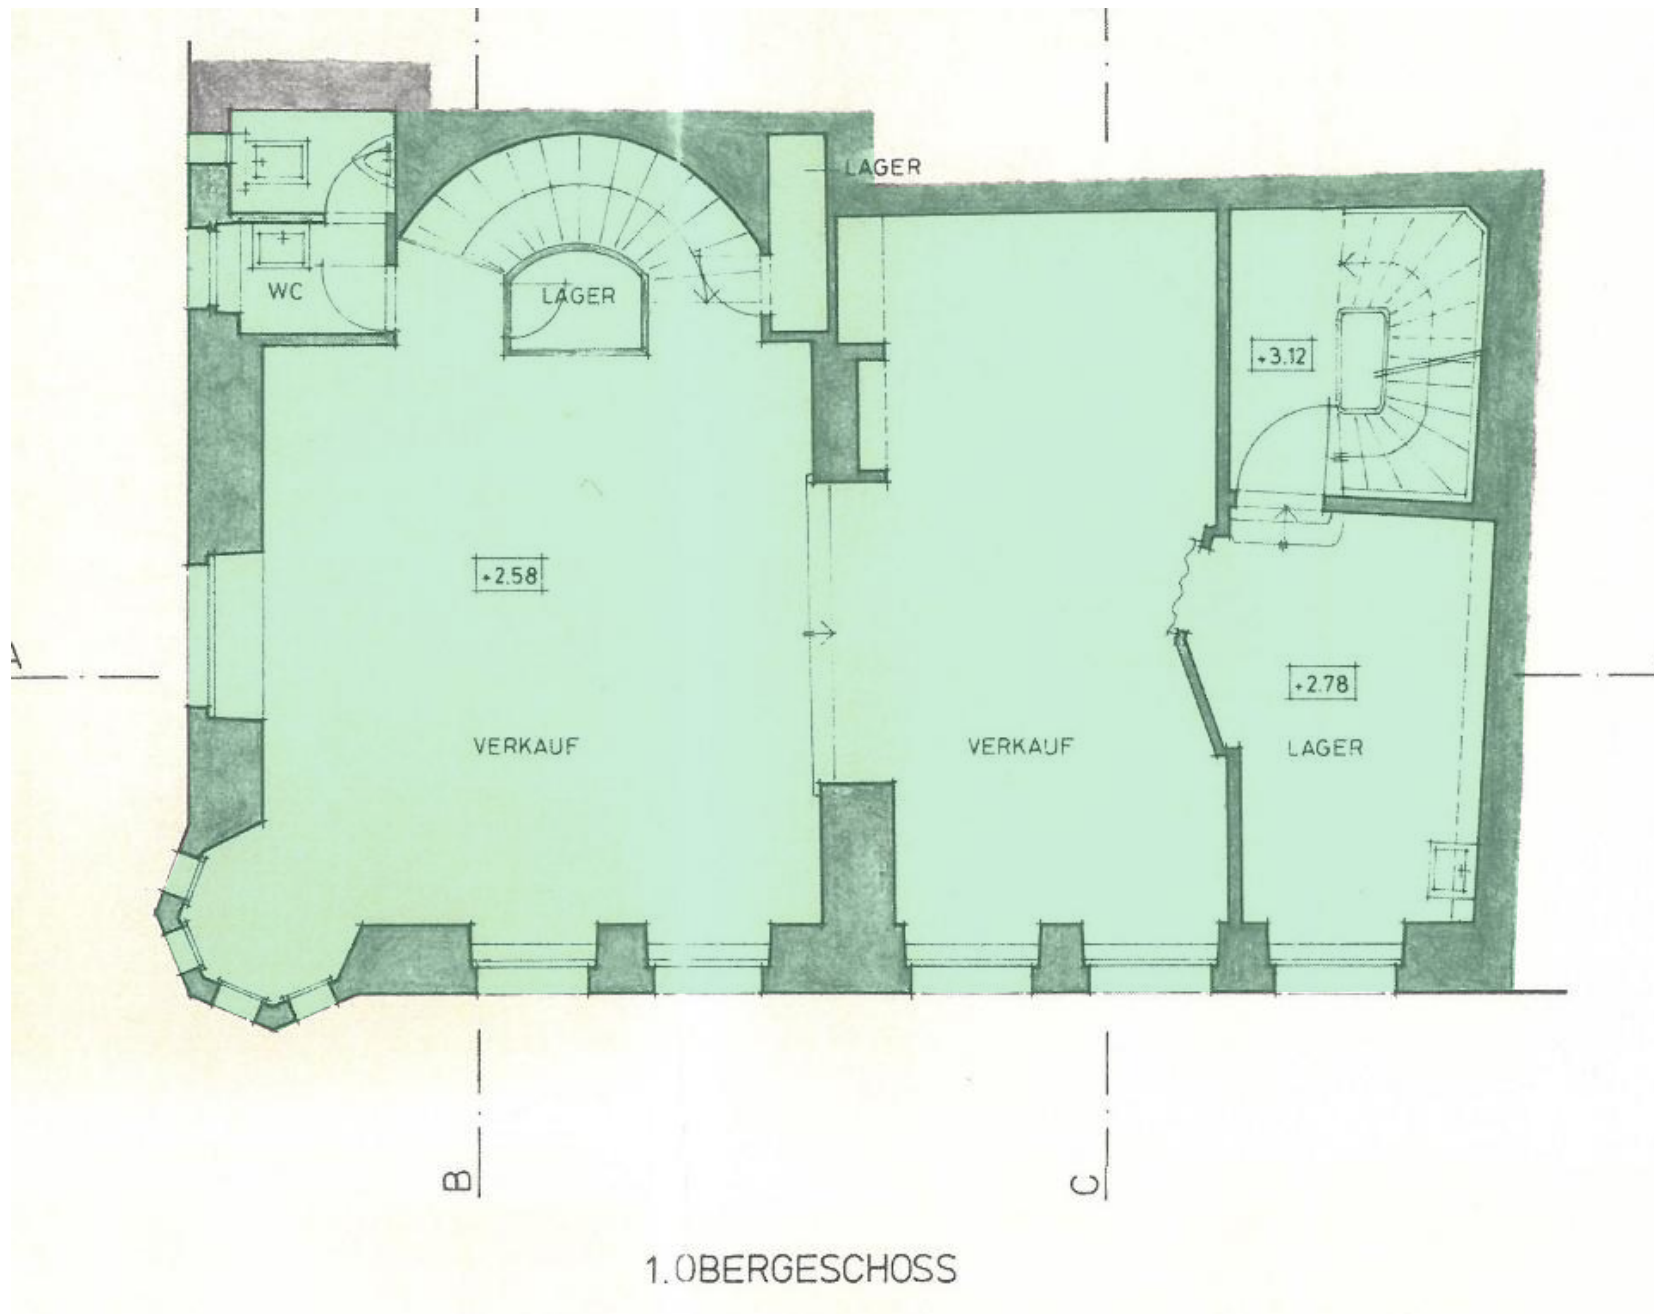 LAGER
WC
LAGER
+3.12
+2.58
+2.78
VERKAUF
VERKAUF
LAGER
A
B
C
1.OBERGESCHOSS